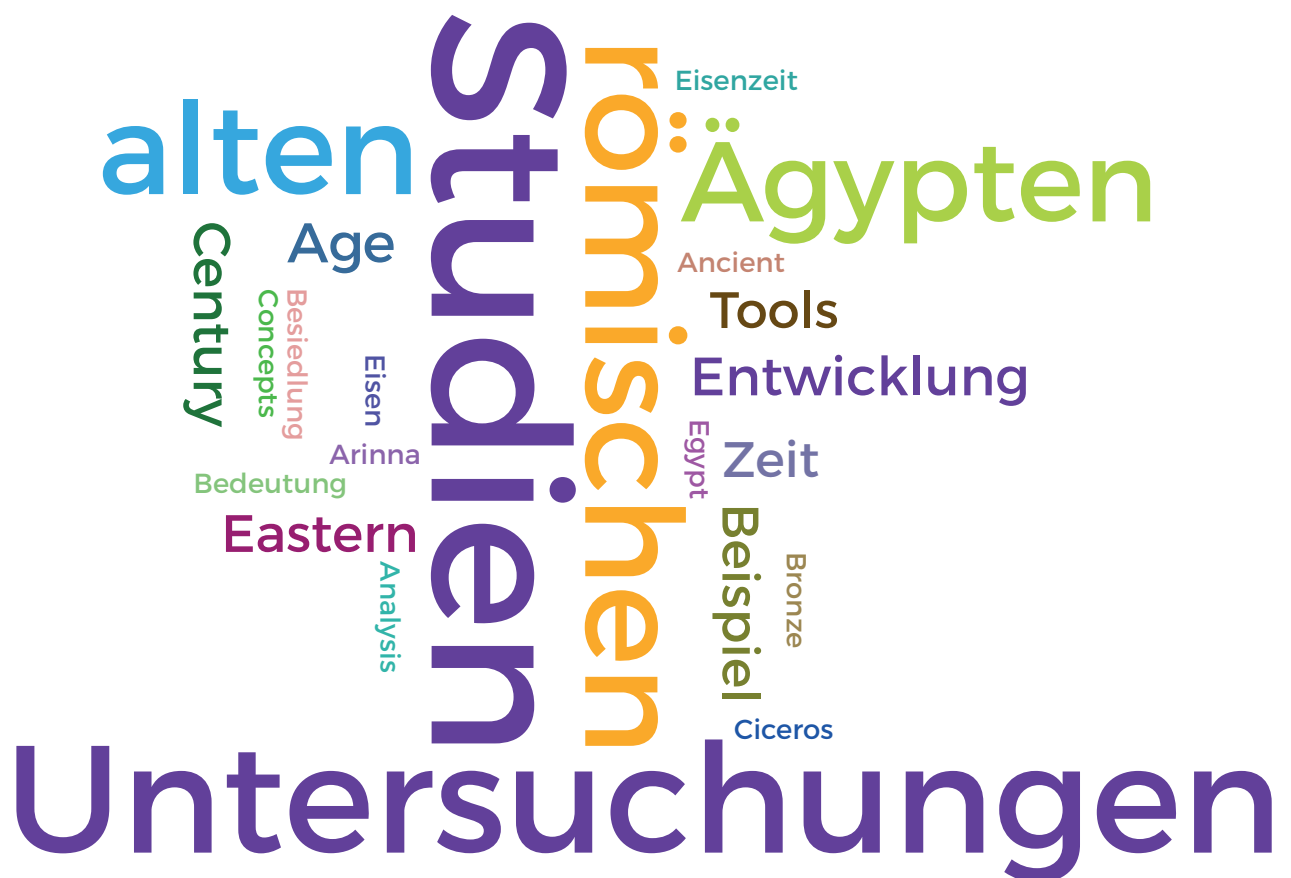 Studien
römischen
Eisenzeit
alten
Ägypten
Century
Age
Ancient
Concepts
Besiedlung
Tools
Eisen
Entwicklung
Arinna
Egypt
Zeit
Bedeutung
Eastern
Beispiel
Bronze
Analysis
Ciceros
Untersuchungen